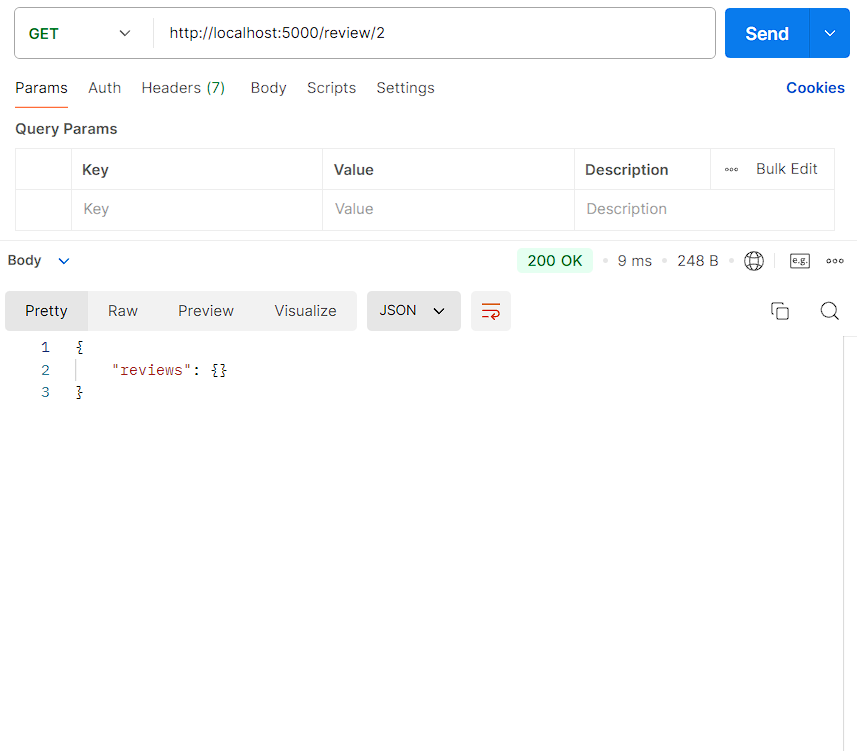 GET http://localhost:5000/review/2 Send
Params Auth Headers (7) Body Scripts Settings Cookies
Query Params
Key Value Description Bulk Edit
Key Value Description
Body 200 OK 9 ms 248 B e.g.
Pretty Raw Preview Visualize JSON
1 {
2 "reviews": {}
3 }